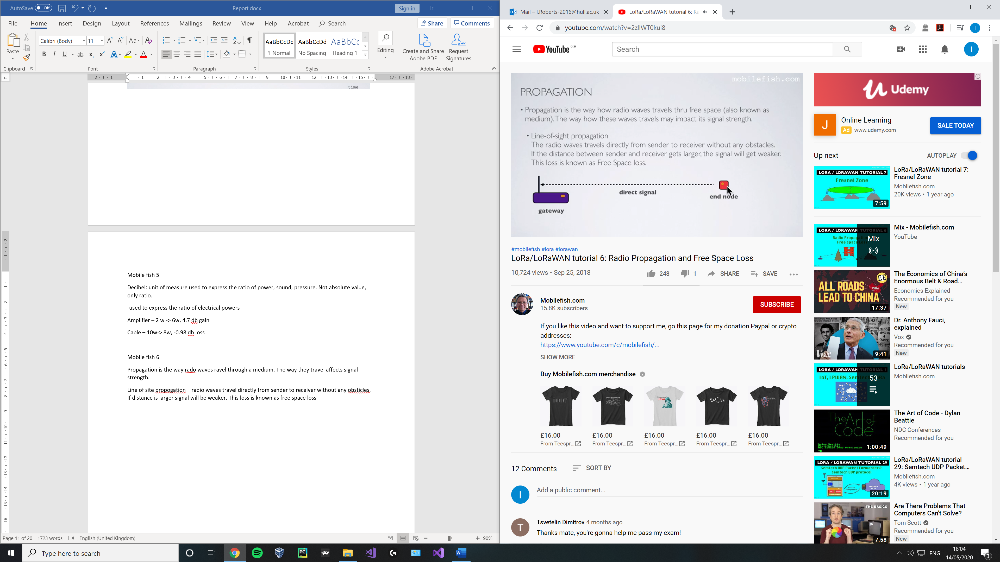 AutoSave Off
Report.docx
Sign in
File Home Insert Design Layout References Mailings Review View Help Acrobat Search
Share Comments
Paste
Calibri (Body) 11
AaBbCcDd AaBbCcDd AaBbCc
¶ Normal No Spacing Heading 1
Editing
Create and Share Adobe PDF
Request Signatures
Clipboard Font Paragraph Styles Adobe Acrobat
time
Mobile fish 5
Decibel: unit of measure used to express the ratio of power, sound, pressure. Not absolute value,
only ratio.
-used to express the ratio of electrical powers
Amplifier – 2 w -> 6w, 4.7 db gain
Cable – 10w-> 8w, -0.98 db loss
Mobile fish 6
Propagation is the way rado waves ravel through a medium. The way they travel affects signal
strength.
Line of site propogation – radio waves travel directly from sender to receiver without any obsticles.
If distance is larger signal will be weaker. This loss is known as free space loss
Page 11 of 20 1723 words English (United Kingdom)
90%
Mail – I.Roberts-2016@hull.ac.uk
LoRa/LoRaWAN tutorial 6: Ra
youtube.com/watch?v=2zllWT0kui8
YouTube GB
Search
mobilefish.com
PROPAGATION
• Propagation is the way how radio waves travels thru free space (also known as
medium). The way how these waves travels may impact its signal strength.
• Line-of-sight propagation
The radio waves travels directly from sender to receiver without any obstacles.
If the distance between sender and receiver gets larger, the signal will get weaker.
This loss is known as Free Space loss.
direct signal
end node
gateway
#mobilefish #lora #lorawan
LoRa/LoRaWAN tutorial 6: Radio Propagation and Free Space Loss
10,724 views • Sep 25, 2018
248 1 SHARE SAVE
Mobilefish.com
15.8K subscribers
SUBSCRIBE
If you like this video and want to support me, go this page for my donation Paypal or crypto
addresses:
https://www.youtube.com/c/mobilefish/...
SHOW MORE
Buy Mobilefish.com merchandise
£16.00 £16.00 £16.00 £16.00 £16.00
From Teespr... From Teespr... From Teespr... From Teespr... From Teespr...
12 Comments SORT BY
Add a public comment...
Tsvetelin Dimitrov 4 months ago
Thanks mate, you're gonna help me pass my exam!
Udemy
J
Online Learning
Ad www.udemy.com
SALE TODAY
Up next AUTOPLAY
LORA / LORAWAN TUTORIAL 7
Fresnel Zone
7:59
LoRa/LoRaWAN tutorial 7:
Fresnel Zone
Mobilefish.com
20K views • 1 year ago
LORA / LORAWAN TUTORIAL 6
Mix
Mix - Mobilefish.com
YouTube
ALL ROADS
LEAD TO CHINA
CHINA
EE
17:37
The Economics of China's
Enormous Belt & Road...
Economics Explained
Recommended for you
New
Vox
9:41
Dr. Anthony Fauci,
explained
Vox
Recommended for you
New
LORA / LORAWAN TUTORIAL 1
53
LoRa/LoRaWAN tutorials
Mobilefish.com
The Art of
Code
1:00:49
The Art of Code - Dylan
Beattie
NDC Conferences
Recommended for you
LORA / LORAWAN TUTORIAL 29
Semtech UDP Packet Forwarder &
Semtech UDP protocol
20:19
LoRa/LoRaWAN tutorial
29: Semtech UDP Packet...
Mobilefish.com
4K views • 1 year ago
THE BASICS
7:58
Are There Problems That
Computers Can't Solve?
Tom Scott
Recommended for you
New
Type here to search
ENG
16:04
14/05/2020
3